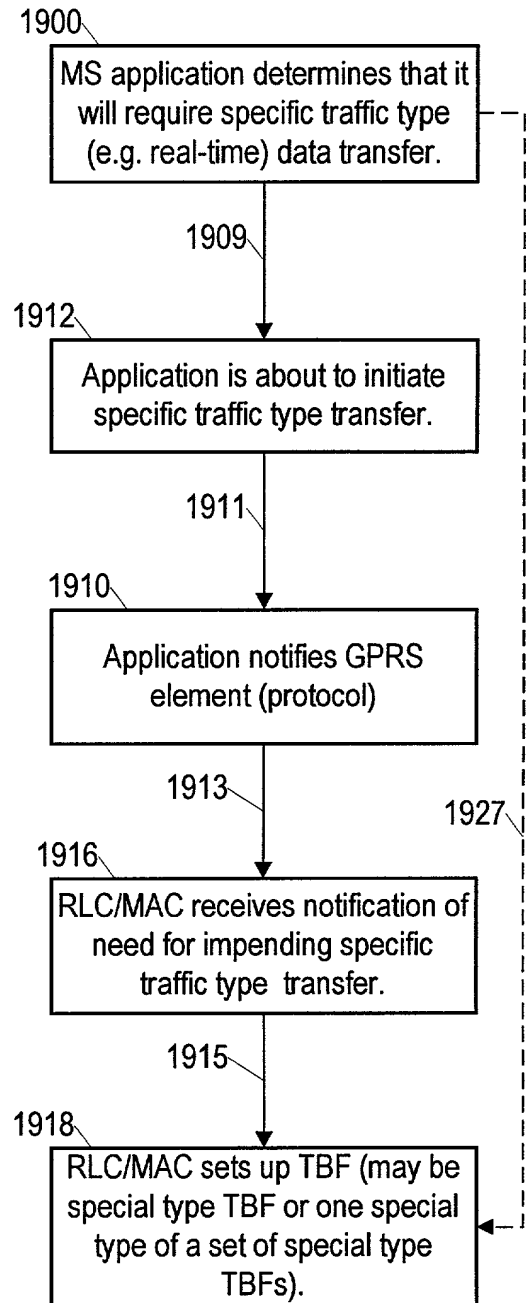 1900
MS application determines that it
will require specific traffic type
(e.g. real-time) data transfer.
1909
1912
Application is about to initiate
specific traffic type transfer.
1911
1910
Application notifies GPRS
element (protocol)
1913
1927
1916
RLC/MAC receives notification of
need for impending specific
traffic type transfer.
1915
1918
RLC/MAC sets up TBF (may be
special type TBF or one special
type of a set of special type
TBFs).